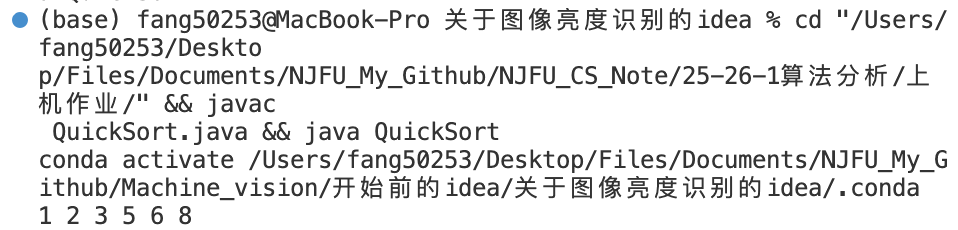 (base) fang50253@MacBook-Pro 关于图像亮度识别的idea % cd "/Users/
fang50253/Deskto
p/Files/Documents/NJFU_My_Github/NJFU_CS_Note/25-26-1算法分析/上
机作业/" && javac
 QuickSort.java && java QuickSort
conda activate /Users/fang50253/Desktop/Files/Documents/NJFU_My_G
ithub/Machine_vision/开始前的idea/关于图像亮度识别的idea/.conda
1 2 3 5 6 8